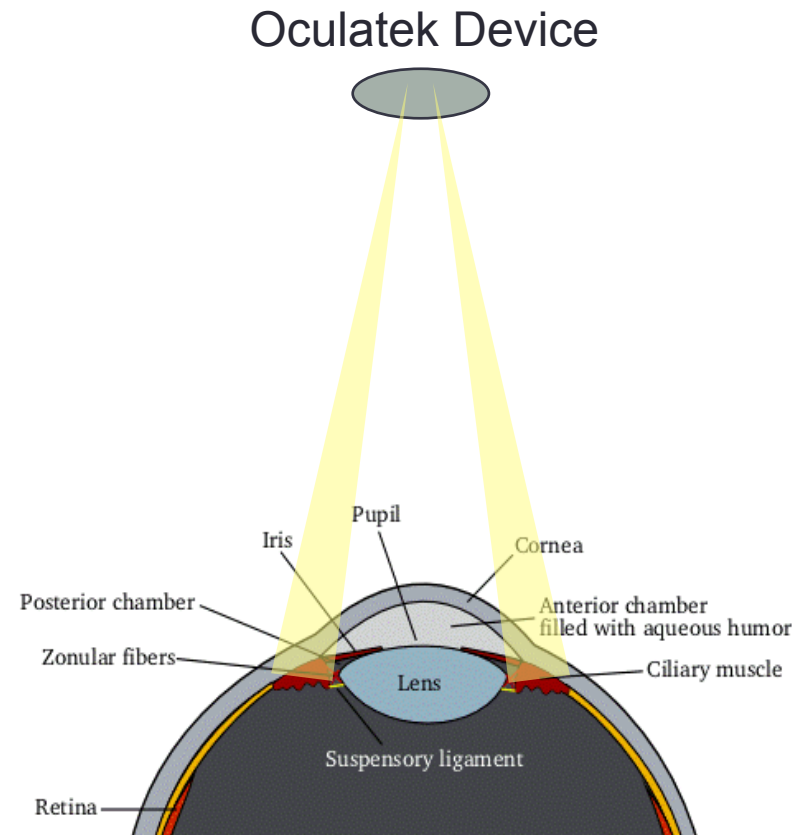 Oculatek Device
Pupil
Iris
Cornea
Posterior chamber
Anterior chamber
filled with aqueous humor
Zonular fibers
Ciliary muscle
Lens
Suspensory ligament
Retina